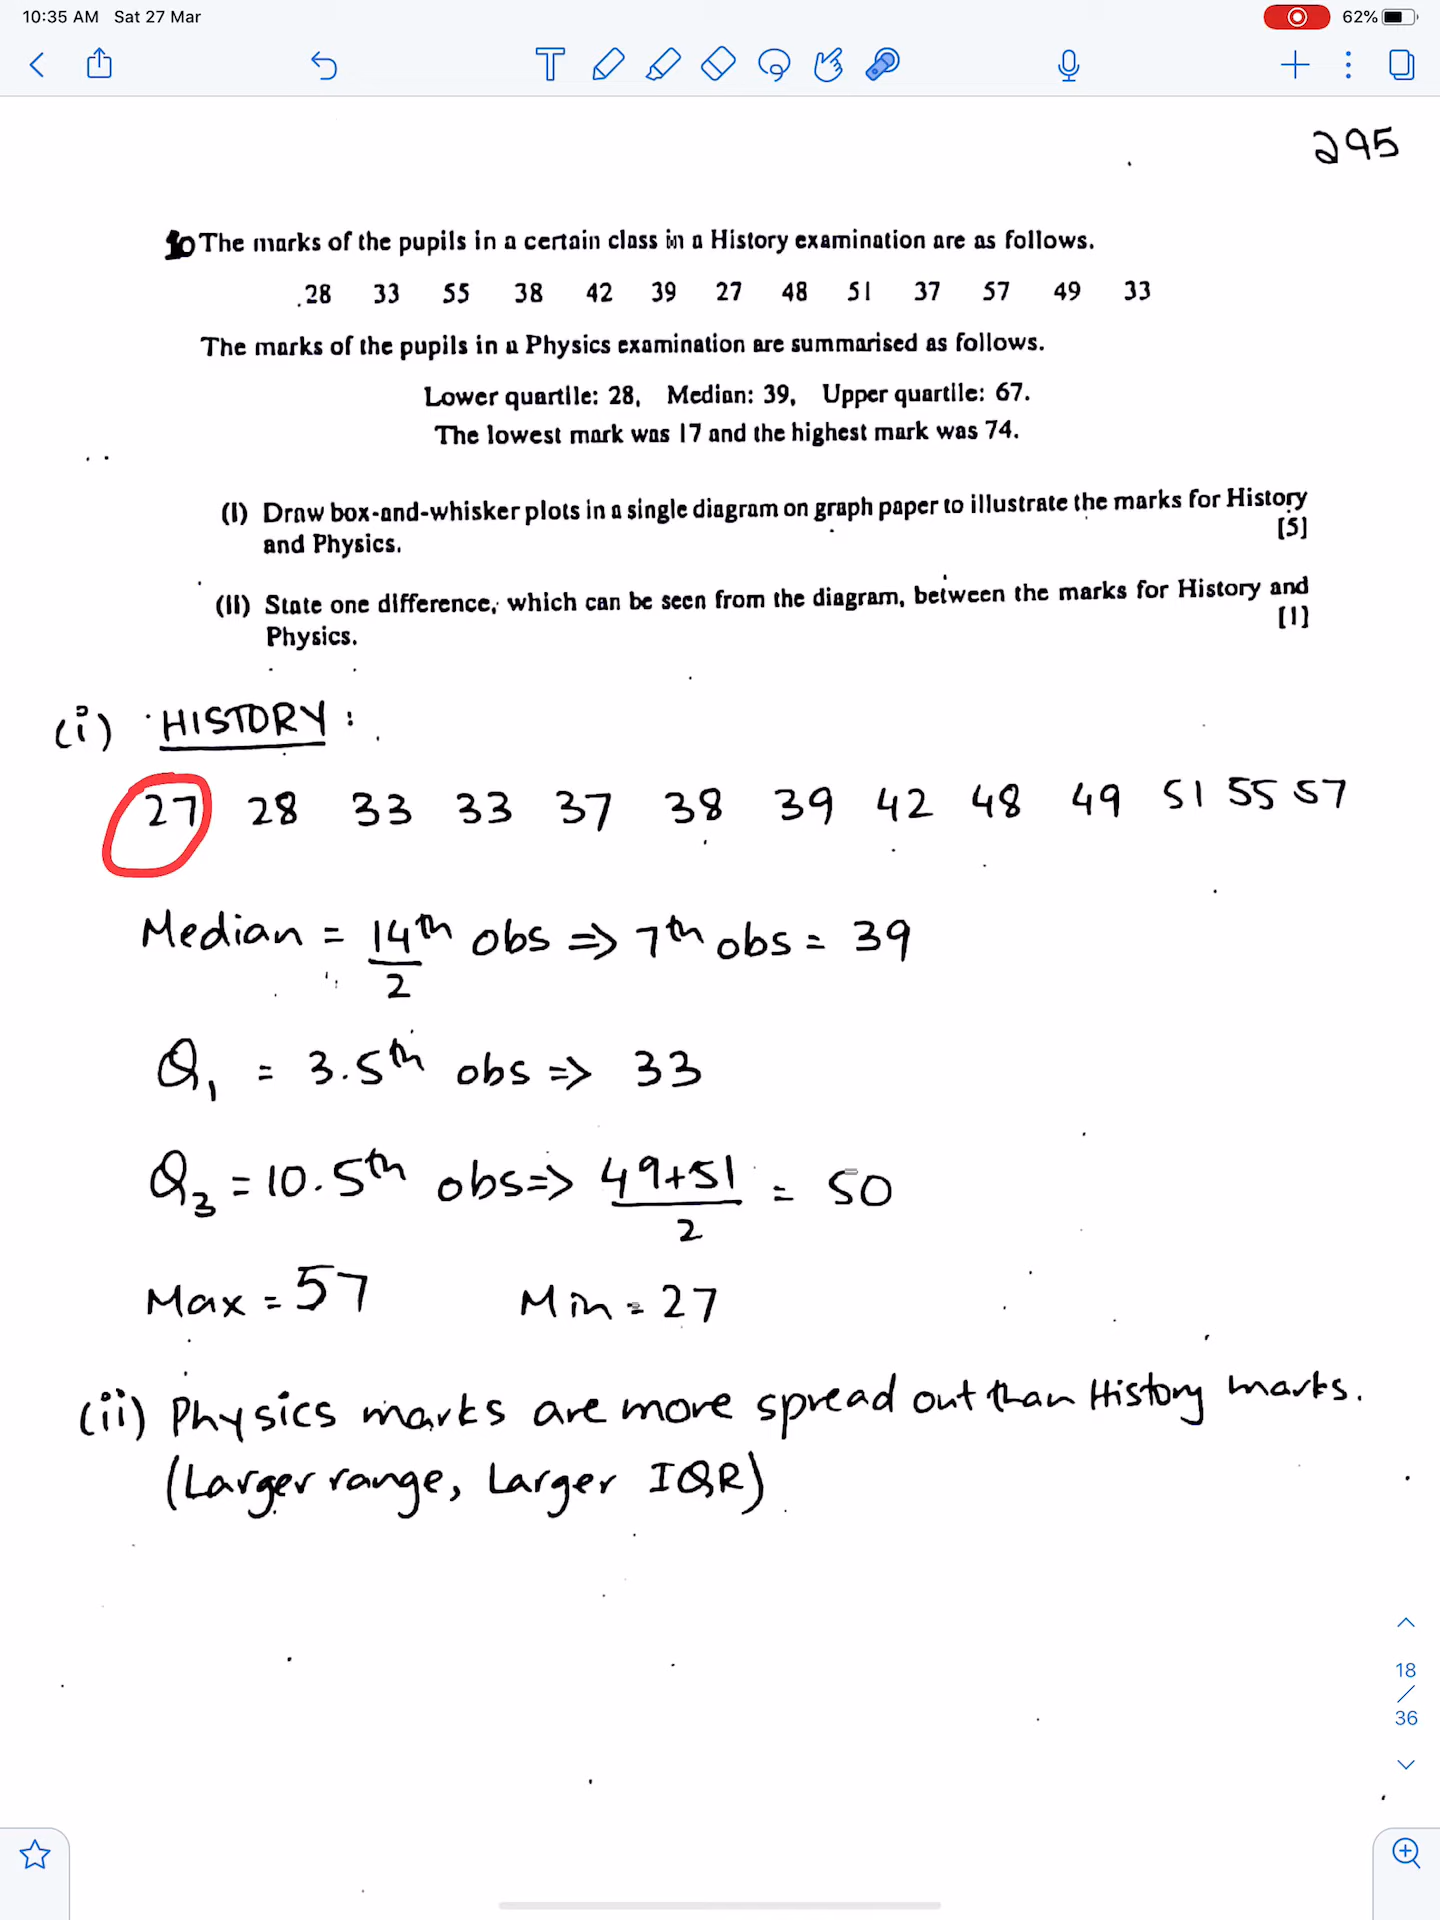 10:35 AM Sat 27 Mar 62%
295
10 The marks of the pupils in a certain class in a History examination are as follows.
28 33 55 38 42 39 27 48 51 37 57 49 33
The marks of the pupils in a Physics examination are summarised as follows.
Lower quartile: 28, Median: 39, Upper quartile: 67.
The lowest mark was 17 and the highest mark was 74.
(i) Draw box-and-whisker plots in a single diagram on graph paper to illustrate the marks for History
and Physics. [5]
(ii) State one difference, which can be seen from the diagram, between the marks for History and
Physics. [1]
(i) HISTORY :
27 28 33 33 37 38 39 42 48 49 51 55 57
Median = 14th/2 obs => 7th obs = 39
Q1 = 3.5th obs => 33
Q3 = 10.5th obs => 49+51/2 = 50
Max = 57 Min = 27
(ii) Physics marks are more spread out than History marks.
(Larger range, Larger IQR)
18
/
36